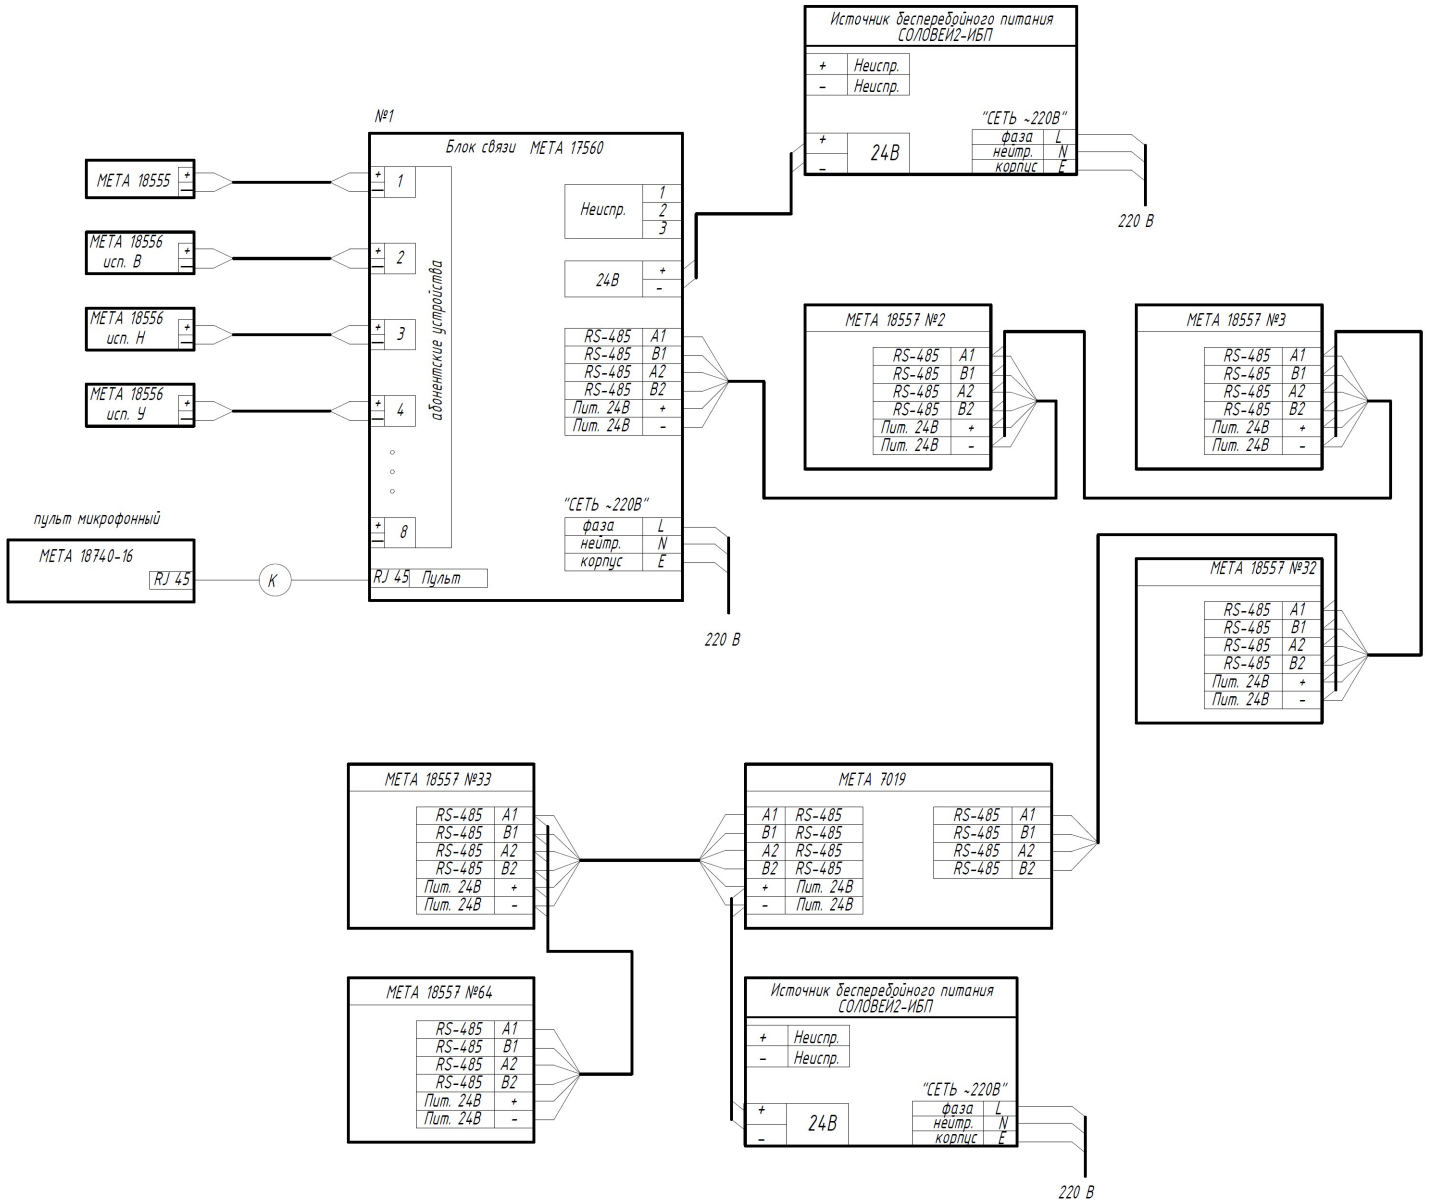 Источник бесперебойного питания
СОЛОВЕЙ2-ИБП
+ Неиспр.
- Неиспр.
"СЕТЬ ~220В"
фаза L
нейтр. N
корпус E
+
24В
-
220 В
№1
Блок связи МЕТА 17560
МЕТА 18555 + -
МЕТА 18556
исп. В
+ -
МЕТА 18556
исп. Н
+ -
МЕТА 18556
исп. У
+ -
+ - 1
+ - 2
+ - 3
+ - 4
+ - 8
абонентские устройства
Неиспр.
1
2
3
24В
+
-
RS-485 A1
RS-485 B1
RS-485 A2
RS-485 B2
Пит. 24В +
Пит. 24В -
"СЕТЬ ~220В"
фаза L
нейтр. N
корпус E
220 В
RJ 45 Пульт
пульт микрофонный
МЕТА 18740-16
RJ 45
К
МЕТА 18557 №2
RS-485 A1
RS-485 B1
RS-485 A2
RS-485 B2
Пит. 24В +
Пит. 24В -
МЕТА 18557 №3
RS-485 A1
RS-485 B1
RS-485 A2
RS-485 B2
Пит. 24В +
Пит. 24В -
МЕТА 18557 №32
RS-485 A1
RS-485 B1
RS-485 A2
RS-485 B2
Пит. 24В +
Пит. 24В -
МЕТА 18557 №33
RS-485 A1
RS-485 B1
RS-485 A2
RS-485 B2
Пит. 24В +
Пит. 24В -
МЕТА 7019
A1 RS-485
B1 RS-485
A2 RS-485
B2 RS-485
+ Пит. 24В
- Пит. 24В
RS-485 A1
RS-485 B1
RS-485 A2
RS-485 B2
МЕТА 18557 №64
RS-485 A1
RS-485 B1
RS-485 A2
RS-485 B2
Пит. 24В +
Пит. 24В -
Источник бесперебойного питания
СОЛОВЕЙ2-ИБП
+ Неиспр.
- Неиспр.
"СЕТЬ ~220В"
фаза L
нейтр. N
корпус E
+
24В
-
220 В